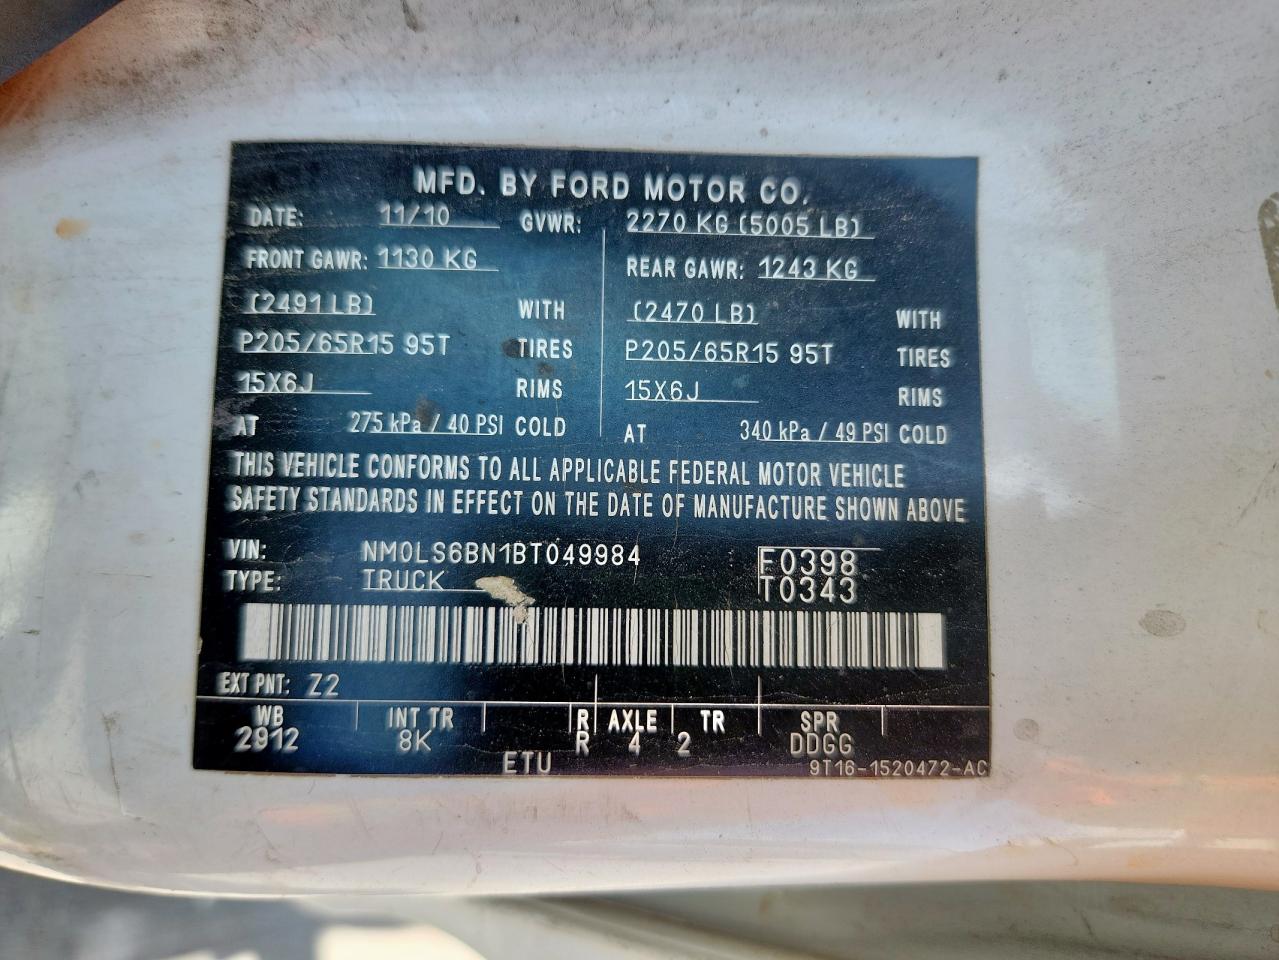 MFD. BY FORD MOTOR CO.
DATE: 11/10 GVWR: 2270 KG (5005 LB)
FRONT GAWR: 1130 KG REAR GAWR: 1243 KG
(2491 LB) WITH (2470 LB) WITH
P205/65R15 95T TIRES P205/65R15 95T TIRES
15X6J RIMS 15X6J RIMS
AT 275 kPa / 40 PSI COLD AT 340 kPa / 49 PSI COLD
THIS VEHICLE CONFORMS TO ALL APPLICABLE FEDERAL MOTOR VEHICLE
SAFETY STANDARDS IN EFFECT ON THE DATE OF MANUFACTURE SHOWN ABOVE
VIN: NM0LS6BN1BT049984 F0398
TYPE: TRUCK T0343
EXT PNT: Z2
WB INT TR R AXLE TR SPR
2912 8K R 4 2 DDGG
ETU 9T16-1520472-AC